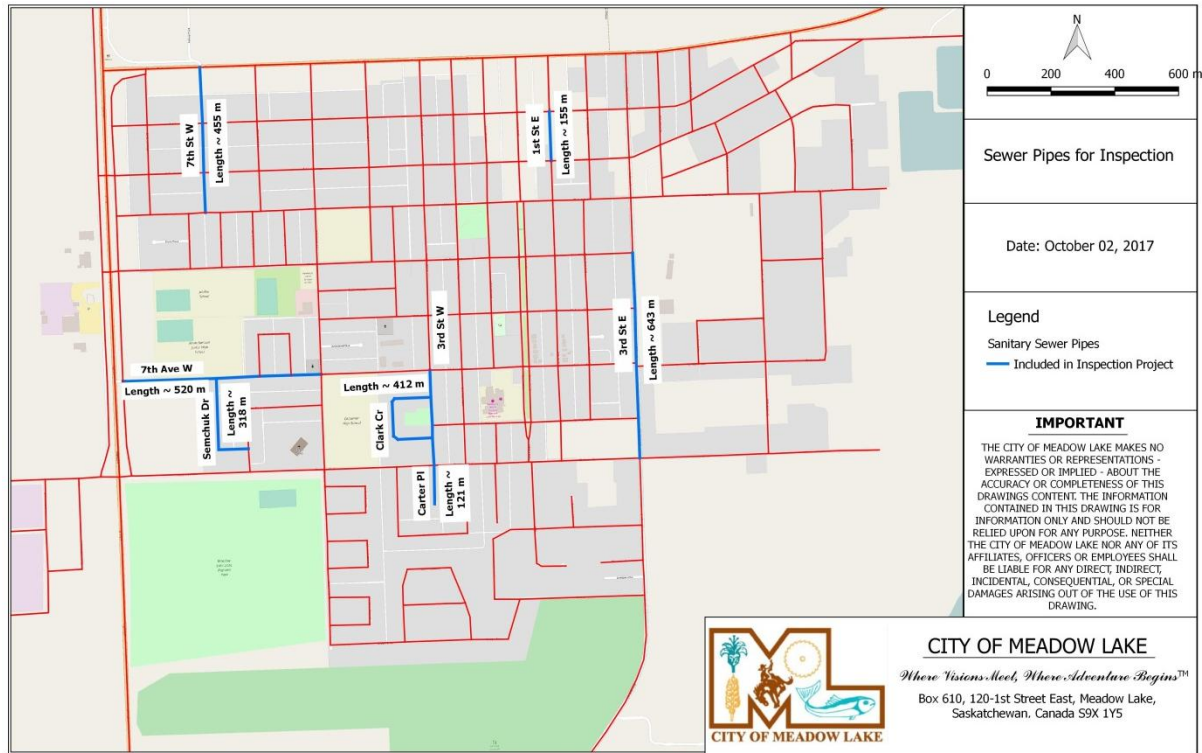 7th St W
Length ~ 455 m
1st St E
Length ~ 155 m
3rd St W
3rd St E
Length ~ 643 m
7th Ave W
Length ~ 520 m
Semchuk Dr
Length ~
318 m
Length ~ 412 m
Clark Cr
Carter Pl
Length ~
121 m
N
0 200 400 600 m
Sewer Pipes for Inspection
Date: October 02, 2017
Legend
Sanitary Sewer Pipes
Included in Inspection Project
IMPORTANT
THE CITY OF MEADOW LAKE MAKES NO
WARRANTIES OR REPRESENTATIONS -
EXPRESSED OR IMPLIED - ABOUT THE
ACCURACY OR COMPLETENESS OF THIS
DRAWINGS CONTENT. THE INFORMATION
CONTAINED IN THIS DRAWING IS FOR
INFORMATION ONLY AND SHOULD NOT BE
RELIED UPON FOR ANY PURPOSE. NEITHER
THE CITY OF MEADOW LAKE NOR ANY OF ITS
AFFILIATES, OFFICERS OR EMPLOYEES SHALL
BE LIABLE FOR ANY DIRECT, INDIRECT,
INCIDENTAL, CONSEQUENTIAL, OR SPECIAL
DAMAGES ARISING OUT OF THE USE OF THIS
DRAWING.
ML
CITY OF MEADOW LAKE
CITY OF MEADOW LAKE
Where Visions Meet, Where Adventure Begins™
Box 610, 120-1st Street East, Meadow Lake,
Saskatchewan. Canada S9X 1Y5